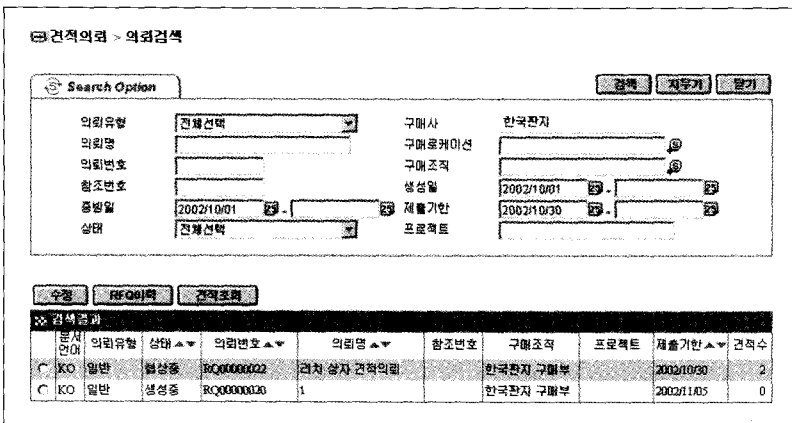 견적의뢰 > 의뢰검색
Search Option 검색 지우기 닫기
의뢰유형 전체선택 구매사 한국판지
의뢰명 구매로케이션
의뢰번호 구매조직
참조번호 생성일 2002/10/01 -
증빙일 2002/10/01 - 제출기한 2002/10/30 -
상태 전체선택 프로젝트
수정 RFQ이력 견적조회
검색결과
문서언어 의뢰유형 상태▲▼ 의뢰번호▲▼ 의뢰명▲▼ 참조번호 구매조직 프로젝트 제출기한▲▼ 견적수
KO 일반 협상중 RQ00000022 러치 상자 견적의뢰 한국판지 구매부 2002/10/30 2
KO 일반 생성중 RQ00000020 1 한국판지 구매부 2002/11/05 0